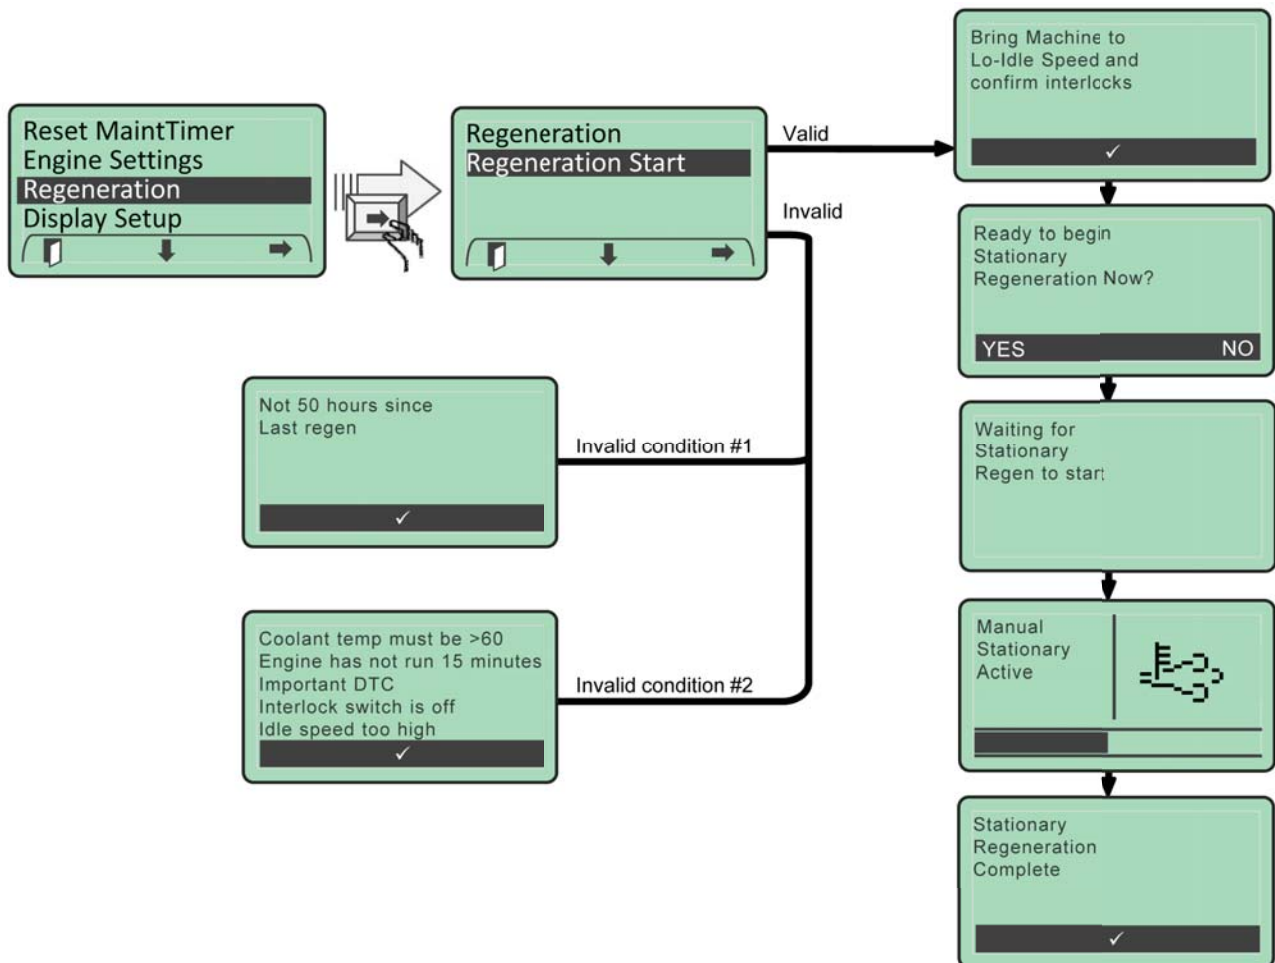 Reset MaintTimer
Engine Settings
Regeneration
Display Setup
Regeneration
Regeneration Start
Valid
Invalid
Bring Machine to
Lo-Idle Speed and
confirm interlocks
Ready to begin
Stationary
Regeneration Now?
YES NO
Waiting for
Stationary
Regen to start
Manual
Stationary
Active
Stationary
Regeneration
Complete
Not 50 hours since
Last regen
Invalid condition #1
Coolant temp must be >60
Engine has not run 15 minutes
Important DTC
Interlock switch is off
Idle speed too high
Invalid condition #2